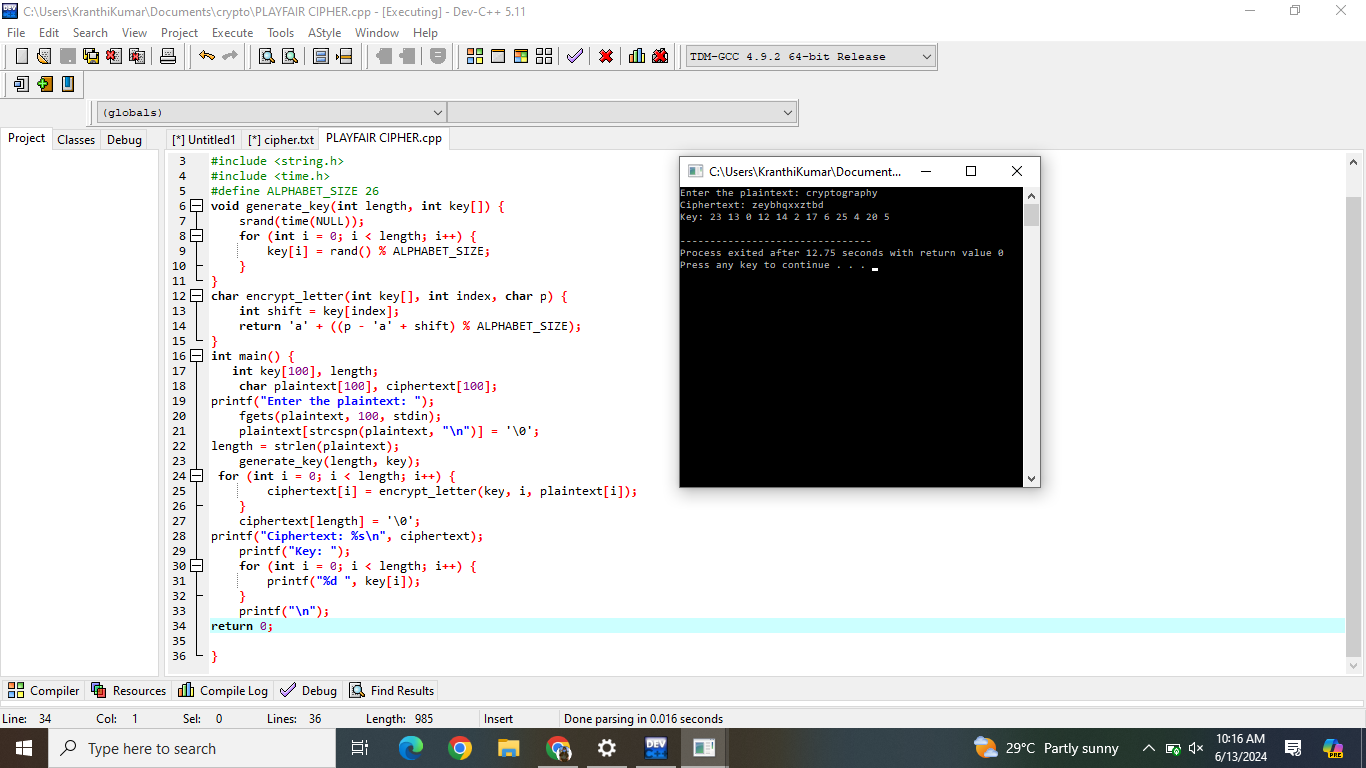 C:\Users\KranthiKumar\Documents\crypto\PLAYFAIR CIPHER.cpp - [Executing] - Dev-C++ 5.11
File Edit Search View Project Execute Tools AStyle Window Help
TDM-GCC 4.9.2 64-bit Release
(globals)
Project Classes Debug
[*] Untitled1 [*] cipher.txt PLAYFAIR CIPHER.cpp
3 #include <string.h>
4 #include <time.h>
5 #define ALPHABET_SIZE 26
6 void generate_key(int length, int key[]) {
7 srand(time(NULL));
8 for (int i = 0; i < length; i++) {
9 key[i] = rand() % ALPHABET_SIZE;
10 }
11 }
12 char encrypt_letter(int key[], int index, char p) {
13 int shift = key[index];
14 return 'a' + ((p - 'a' + shift) % ALPHABET_SIZE);
15 }
16 int main() {
17 int key[100], length;
18 char plaintext[100], ciphertext[100];
19 printf("Enter the plaintext: ");
20 fgets(plaintext, 100, stdin);
21 plaintext[strcspn(plaintext, "\n")] = '\0';
22 length = strlen(plaintext);
23 generate_key(length, key);
24 for (int i = 0; i < length; i++) {
25 ciphertext[i] = encrypt_letter(key, i, plaintext[i]);
26 }
27 ciphertext[length] = '\0';
28 printf("Ciphertext: %s\n", ciphertext);
29 printf("Key: ");
30 for (int i = 0; i < length; i++) {
31 printf("%d ", key[i]);
32 }
33 printf("\n");
34 return 0;
35
36 }
C:\Users\KranthiKumar\Document...
Enter the plaintext: cryptography
Ciphertext: zeybhqxxztbd
Key: 23 13 0 12 14 2 17 6 25 4 20 5
--------------------------------
Process exited after 12.75 seconds with return value 0
Press any key to continue . . .
Compiler Resources Compile Log Debug Find Results
Line: 34 Col: 1 Sel: 0 Lines: 36 Length: 985 Insert Done parsing in 0.016 seconds
Type here to search
DEV
29°C Partly sunny
10:16 AM
6/13/2024
PRE